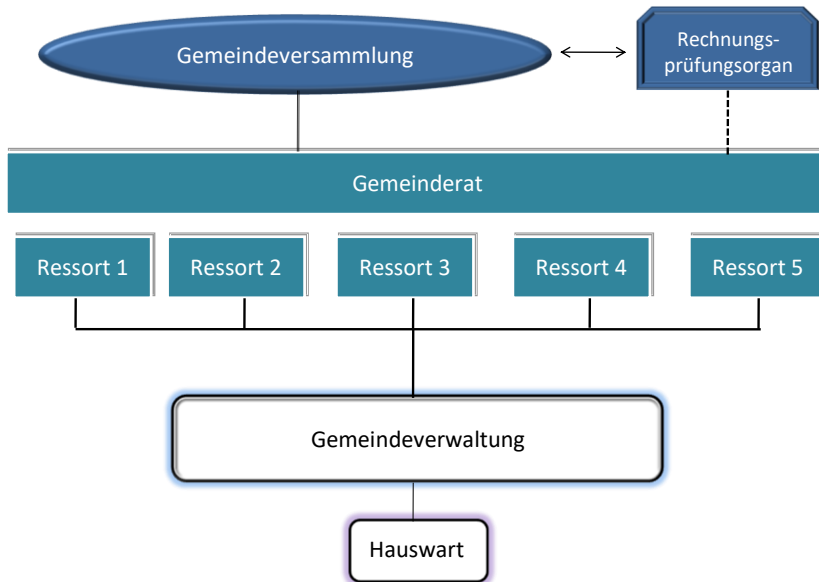 Gemeindeversammlung
Rechnungs-
prüfungsorgan
Gemeinderat
Ressort 1
Ressort 2
Ressort 3
Ressort 4
Ressort 5
Gemeindeverwaltung
Hauswart